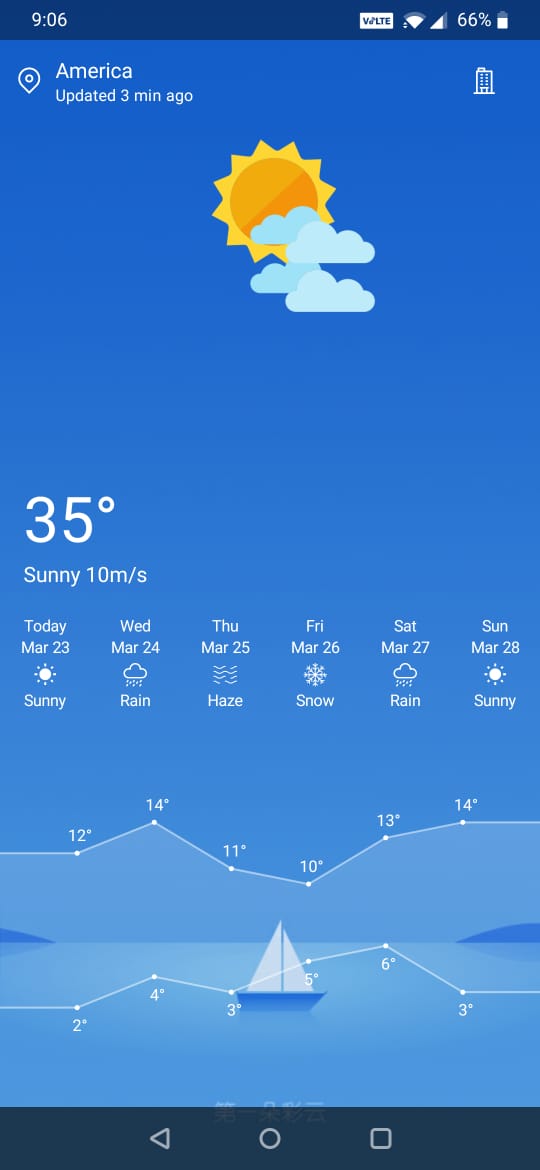 9:06
VoLTE
66%
America
Updated 3 min ago
35°
Sunny 10m/s
Today Wed Thu Fri Sat Sun
Mar 23 Mar 24 Mar 25 Mar 26 Mar 27 Mar 28
Sunny Rain Haze Snow Rain Sunny
12° 14° 11° 10° 13° 14°
2° 4° 3° 5° 6° 3°
第一朵彩云